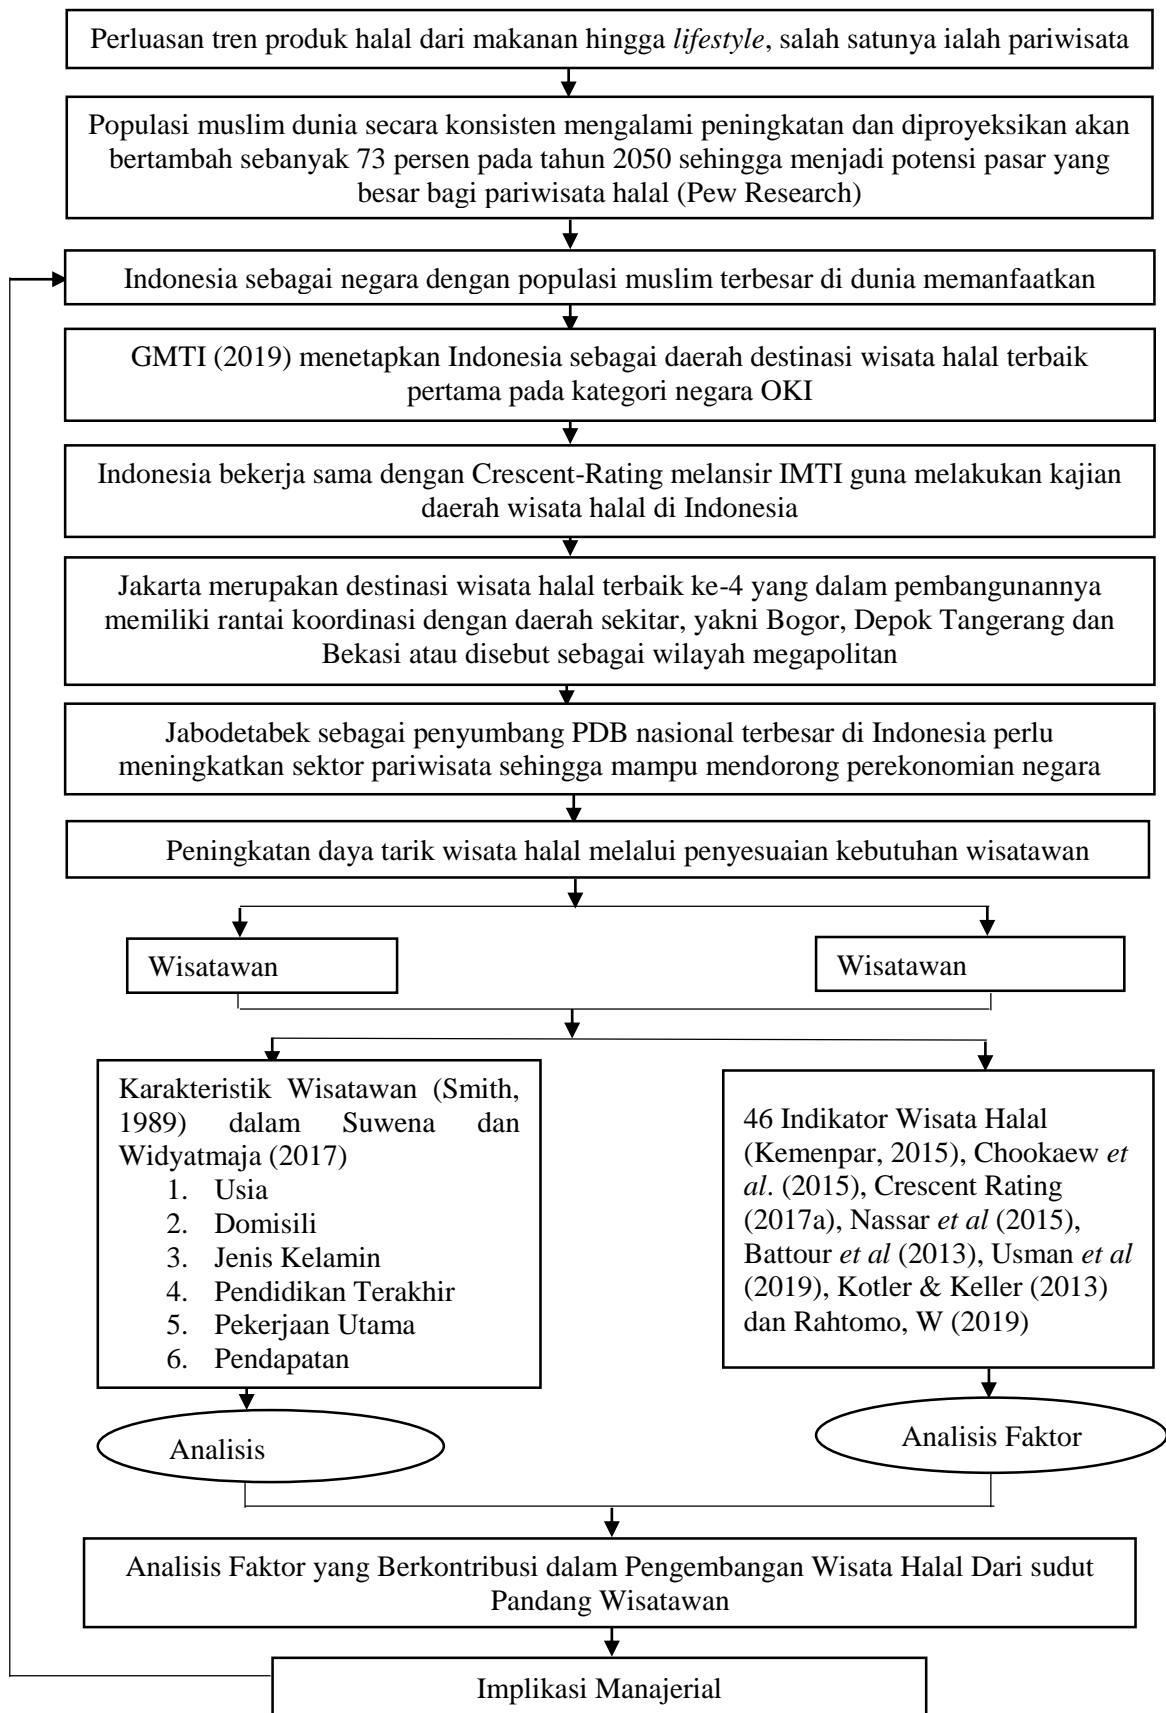 Perluasan tren produk halal dari makanan hingga lifestyle, salah satunya ialah pariwisata
Populasi muslim dunia secara konsisten mengalami peningkatan dan diproyeksikan akan
bertambah sebanyak 73 persen pada tahun 2050 sehingga menjadi potensi pasar yang
besar bagi pariwisata halal (Pew Research)
Indonesia sebagai negara dengan populasi muslim terbesar di dunia memanfaatkan
GMTI (2019) menetapkan Indonesia sebagai daerah destinasi wisata halal terbaik
pertama pada kategori negara OKI
Indonesia bekerja sama dengan Crescent-Rating melansir IMTI guna melakukan kajian
daerah wisata halal di Indonesia
Jakarta merupakan destinasi wisata halal terbaik ke-4 yang dalam pembangunannya
memiliki rantai koordinasi dengan daerah sekitar, yakni Bogor, Depok Tangerang dan
Bekasi atau disebut sebagai wilayah megapolitan
Jabodetabek sebagai penyumbang PDB nasional terbesar di Indonesia perlu
meningkatkan sektor pariwisata sehingga mampu mendorong perekonomian negara
Peningkatan daya tarik wisata halal melalui penyesuaian kebutuhan wisatawan
Wisatawan
Wisatawan
Karakteristik Wisatawan (Smith,
1989) dalam Suwena dan
Widyatmaja (2017)
1. Usia
2. Domisili
3. Jenis Kelamin
4. Pendidikan Terakhir
5. Pekerjaan Utama
6. Pendapatan
46 Indikator Wisata Halal
(Kemenpar, 2015), Chookaew et
al. (2015), Crescent Rating
(2017a), Nassar et al (2015),
Battour et al (2013), Usman et al
(2019), Kotler & Keller (2013)
dan Rahtomo, W (2019)
Analisis
Analisis Faktor
Analisis Faktor yang Berkontribusi dalam Pengembangan Wisata Halal Dari sudut
Pandang Wisatawan
Implikasi Manajerial